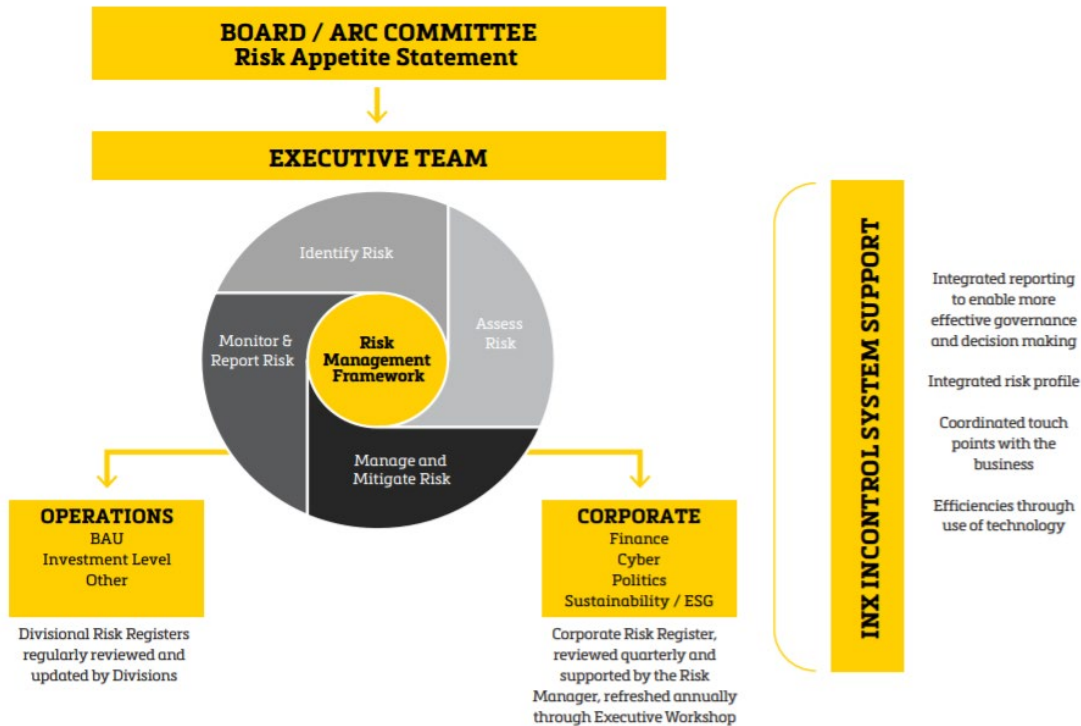 BOARD / ARC COMMITTEE
Risk Appetite Statement
EXECUTIVE TEAM
Identify Risk
Assess
Risk
Monitor &
Report Risk
Risk
Management
Framework
Manage and
Mitigate Risk
OPERATIONS
BAU
Investment Level
Other
Divisional Risk Registers
regularly reviewed and
updated by Divisions
CORPORATE
Finance
Cyber
Politics
Sustainability / ESG
Corporate Risk Register,
reviewed quarterly and
supported by the Risk
Manager, refreshed annually
through Executive Workshop
INX INCONTROL SYSTEM SUPPORT
Integrated reporting
to enable more
effective governance
and decision making
Integrated risk profile
Coordinated touch
points with the
business
Efficiencies through
use of technology